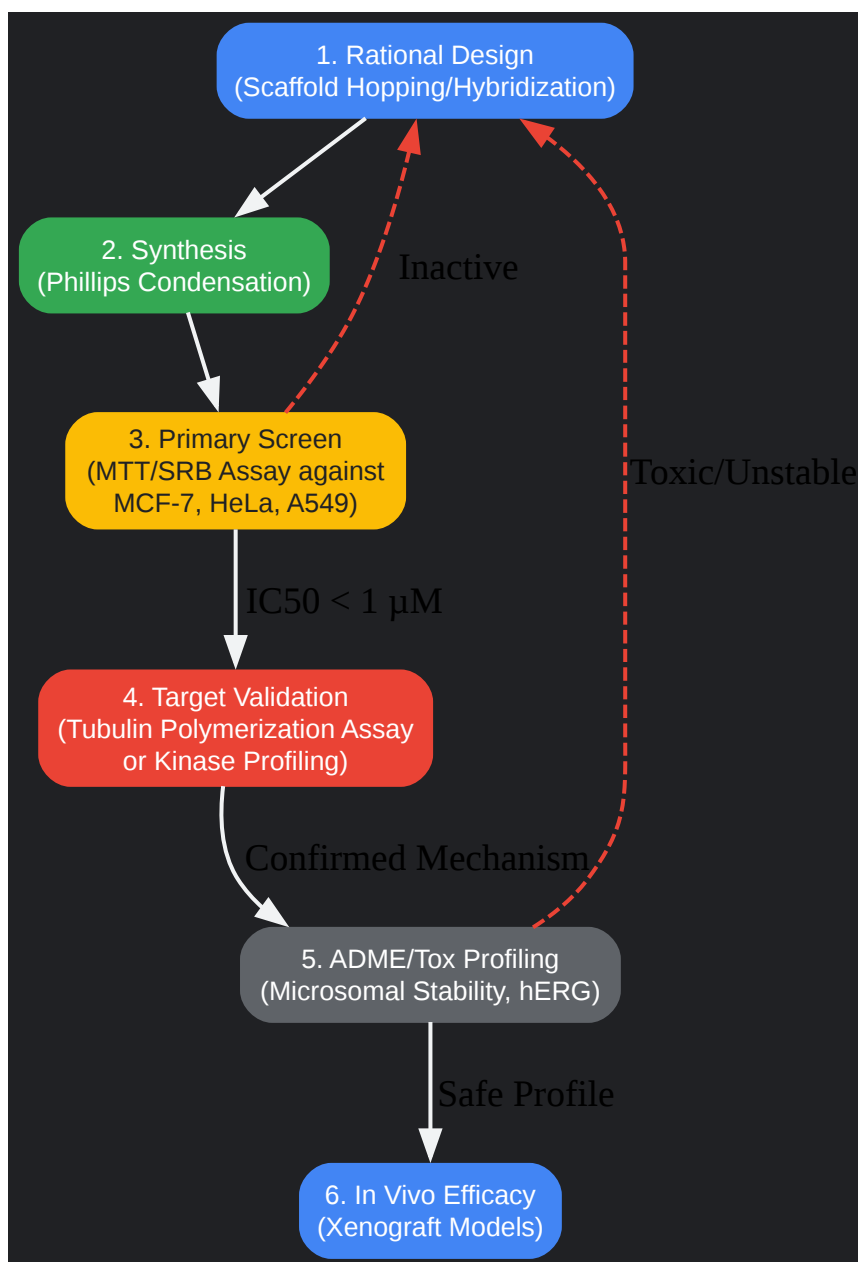 1. Rational Design
(Scaffold Hopping/Hybridization)
2. Synthesis
(Phillips Condensation)
Inactive
3. Primary Screen
(MTT/SRB Assay against
MCF-7, HeLa, A549)
Toxic/Unstable
IC50 < 1 µM
4. Target Validation
(Tubulin Polymerization Assay
or Kinase Profiling)
Confirmed Mechanism
5. ADME/Tox Profiling
(Microsomal Stability, hERG)
Safe Profile
6. In Vivo Efficacy
(Xenograft Models)